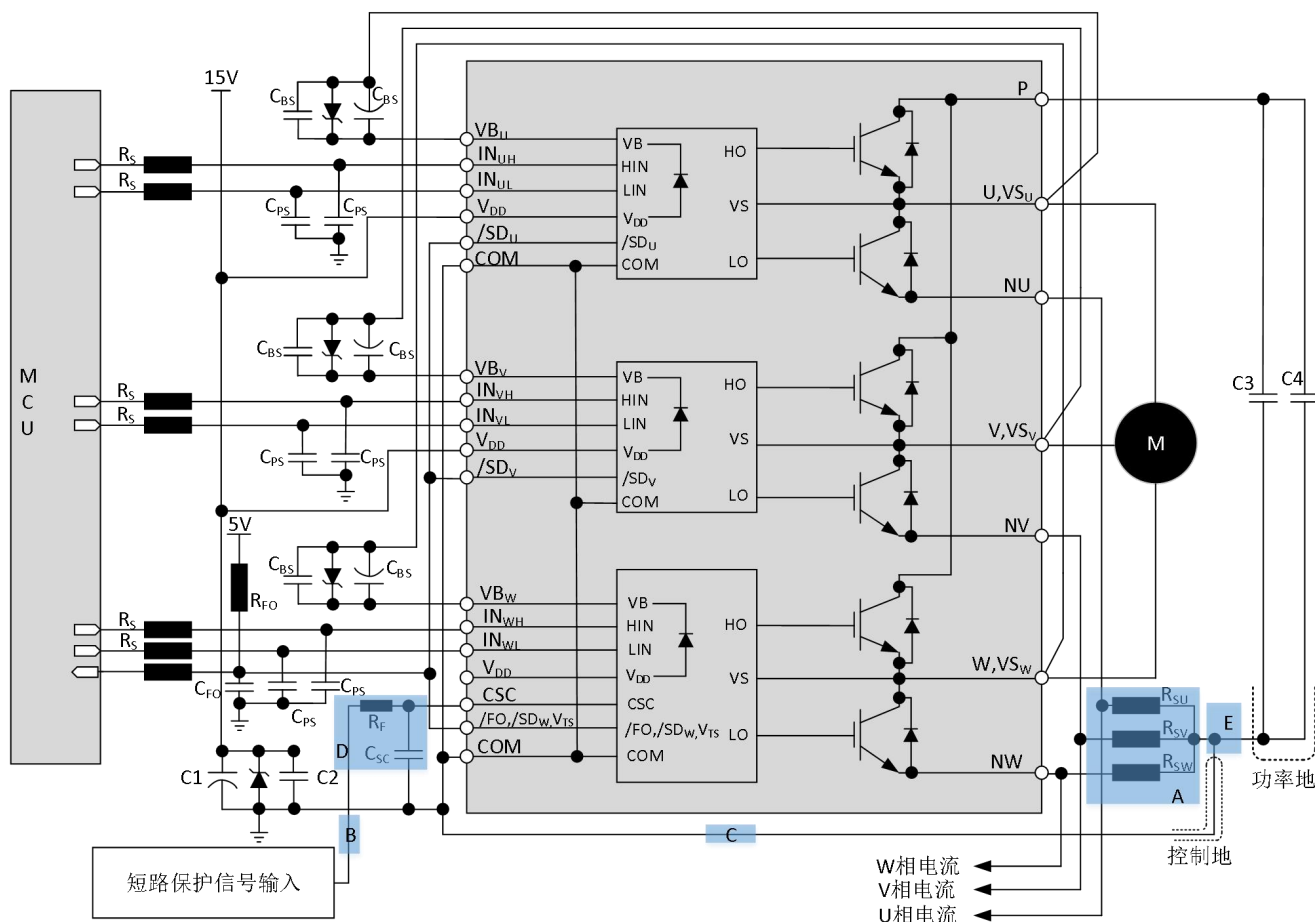 15V
CBS
CBS
P
VBU
VB
HO
RS
INUH
HIN
RS
INUL
LIN
U,VSU
CPS
CPS
VDD
VDD
VS
/SDU
/SDU
COM
COM
LO
NU
CBS
CBS
M
C
U
VBV
VB
HO
C3
C4
RS
INVH
HIN
RS
INVL
LIN
V,VSV
M
CPS
CPS
VDD
VDD
VS
/SDV
/SDV
COM
LO
5V
NV
CBS
CBS
RFO
VBW
VB
HO
RS
INWH
HIN
RS
INWL
LIN
W,VSW
VDD
VDD
VS
CFO
CPS
CPS
CSC
CSC
RSU
RF
/FO,/SDW,VTS
/FO,/SDW,VTS
LO
RSV
E
D
CSC
COM
COM
RSW
C1
C2
NW
A
功率地
B
C
控制地
短路保护信号输入
W相电流
V相电流
U相电流